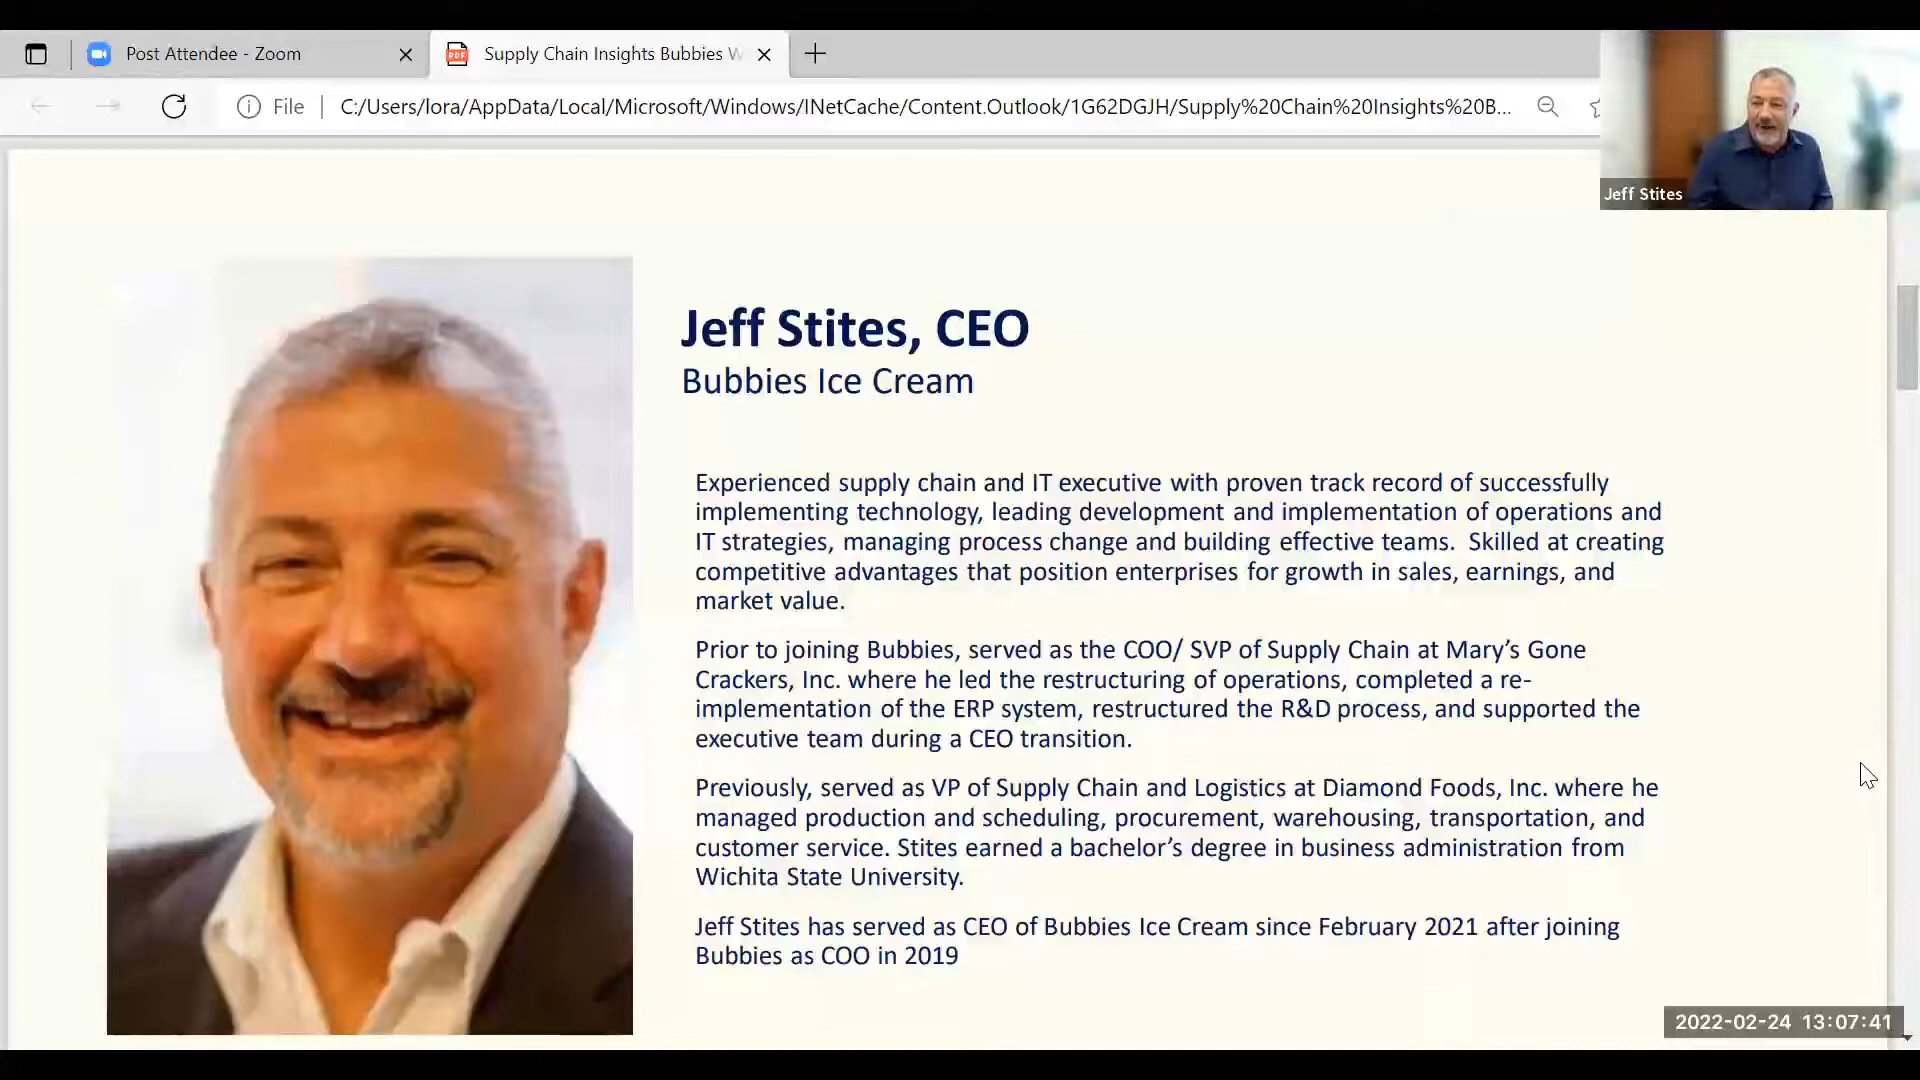 Post Attendee - Zoom
Supply Chain Insights Bubbies W
File
C:/Users/lora/AppData/Local/Microsoft/Windows/INetCache/Content.Outlook/1G62DGJH/Supply%20Chain%20Insights%20B...
Jeff Stites
Jeff Stites, CEO
Bubbies Ice Cream
Experienced supply chain and IT executive with proven track record of successfully
implementing technology, leading development and implementation of operations and
IT strategies, managing process change and building effective teams.  Skilled at creating
competitive advantages that position enterprises for growth in sales, earnings, and
market value.
Prior to joining Bubbies, served as the COO/ SVP of Supply Chain at Mary’s Gone
Crackers, Inc. where he led the restructuring of operations, completed a re-
implementation of the ERP system, restructured the R&D process, and supported the
executive team during a CEO transition.
Previously, served as VP of Supply Chain and Logistics at Diamond Foods, Inc. where he
managed production and scheduling, procurement, warehousing, transportation, and
customer service. Stites earned a bachelor’s degree in business administration from
Wichita State University.
Jeff Stites has served as CEO of Bubbies Ice Cream since February 2021 after joining
Bubbies as COO in 2019
2022-02-24 13:07:41